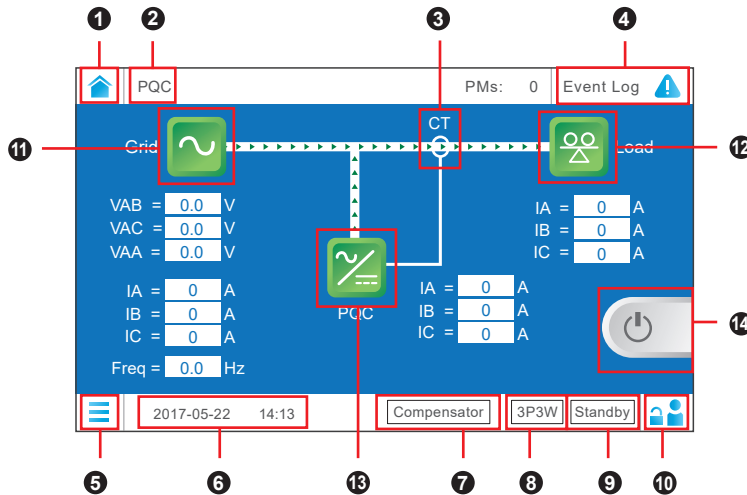 1 2 3 4
PQC PMs: 0 Event Log
CT
11 Grid Load 12
VAB = 0.0 V
VAC = 0.0 V
VAA = 0.0 V
IA = 0 A
IB = 0 A
IC = 0 A
PQC
IA = 0 A
IB = 0 A
IC = 0 A
Freq = 0.0 Hz
IA = 0 A
IB = 0 A
IC = 0 A
14
2017-05-22 14:13 Compensator 3P3W Standby
5 6 13 7 8 9 10